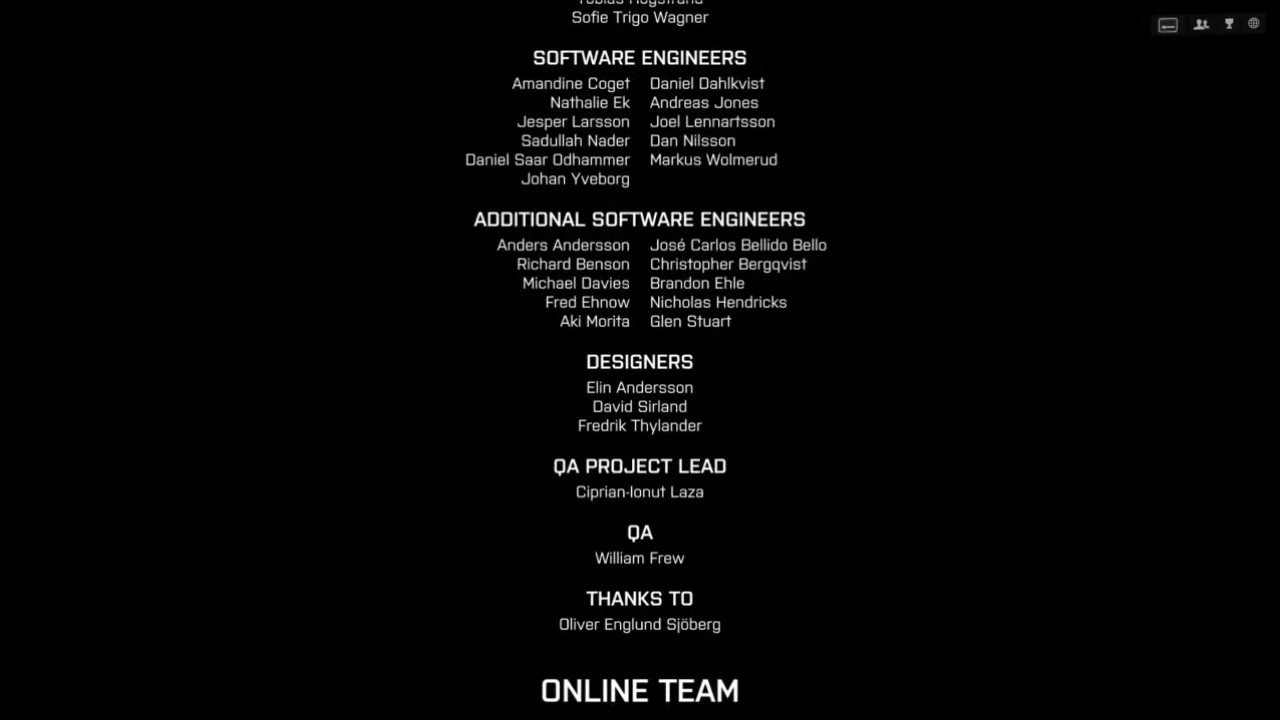 Sofie Trigo Wagner
SOFTWARE ENGINEERS
Amandine Coget Daniel Dahlkvist
Nathalie Ek Andreas Jones
Jesper Larsson Joel Lennartsson
Sadullah Nader Dan Nilsson
Daniel Saar Odhammer Markus Wolmerud
Johan Yveborg
ADDITIONAL SOFTWARE ENGINEERS
Anders Andersson José Carlos Bellido Bello
Richard Benson Christopher Bergqvist
Michael Davies Brandon Ehle
Fred Ehnow Nicholas Hendricks
Aki Morita Glen Stuart
DESIGNERS
Elin Andersson
David Sirland
Fredrik Thylander
QA PROJECT LEAD
Ciprian-Ionut Laza
QA
William Frew
THANKS TO
Oliver Englund Sjöberg
ONLINE TEAM